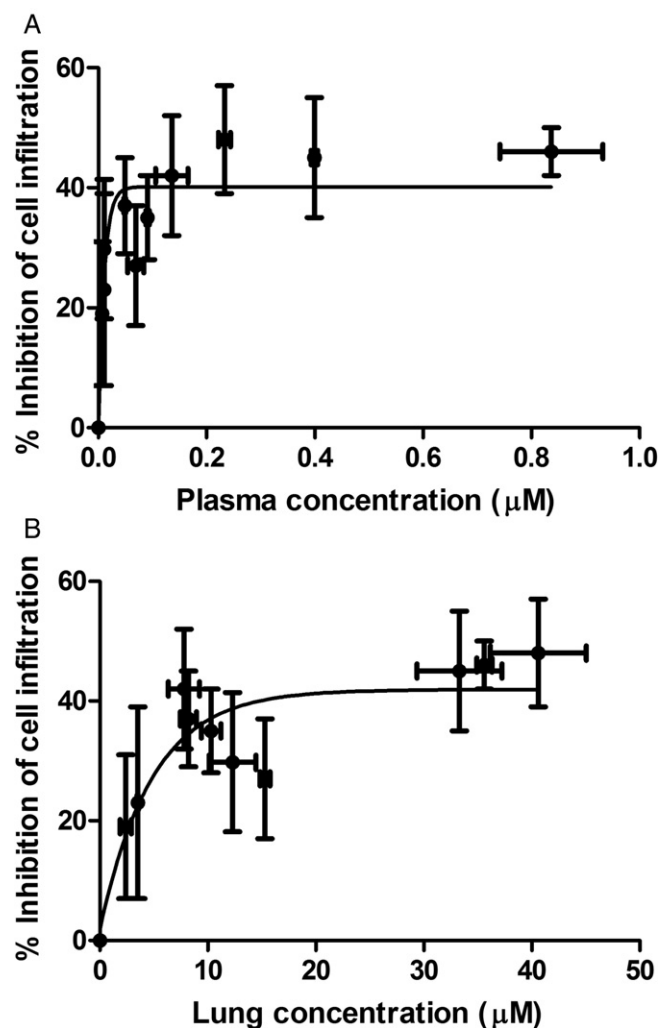 A
% Inhibition of cell infiltration
60
40
20
0
0.0 0.2 0.4 0.6 0.8 1.0
Plasma concentration (μM)
B
% Inhibition of cell infiltration
60
40
20
0
0 10 20 30 40 50
Lung concentration (μM)